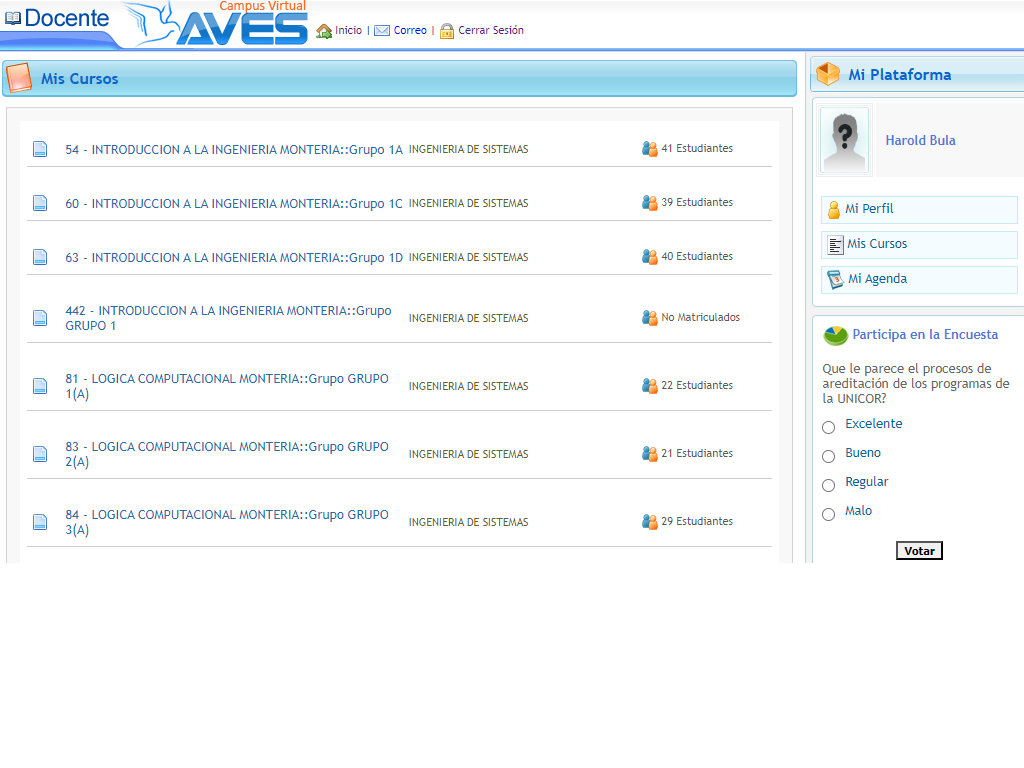 Docente
Campus Virtual
AVES
Inicio | Correo | Cerrar Sesión
Mis Cursos
54 - INTRODUCCION A LA INGENIERIA MONTERIA::Grupo 1A INGENIERIA DE SISTEMAS 41 Estudiantes
60 - INTRODUCCION A LA INGENIERIA MONTERIA::Grupo 1C INGENIERIA DE SISTEMAS 39 Estudiantes
63 - INTRODUCCION A LA INGENIERIA MONTERIA::Grupo 1D INGENIERIA DE SISTEMAS 40 Estudiantes
442 - INTRODUCCION A LA INGENIERIA MONTERIA::Grupo
GRUPO 1
INGENIERIA DE SISTEMAS No Matriculados
81 - LOGICA COMPUTACIONAL MONTERIA::Grupo GRUPO
1(A)
INGENIERIA DE SISTEMAS 22 Estudiantes
83 - LOGICA COMPUTACIONAL MONTERIA::Grupo GRUPO
2(A)
INGENIERIA DE SISTEMAS 21 Estudiantes
84 - LOGICA COMPUTACIONAL MONTERIA::Grupo GRUPO
3(A)
INGENIERIA DE SISTEMAS 29 Estudiantes
Mi Plataforma
?
Harold Bula
Mi Perfil
Mis Cursos
Mi Agenda
Participa en la Encuesta
Que le parece el procesos de
areditación de los programas de
la UNICOR?
Excelente
Bueno
Regular
Malo
Votar